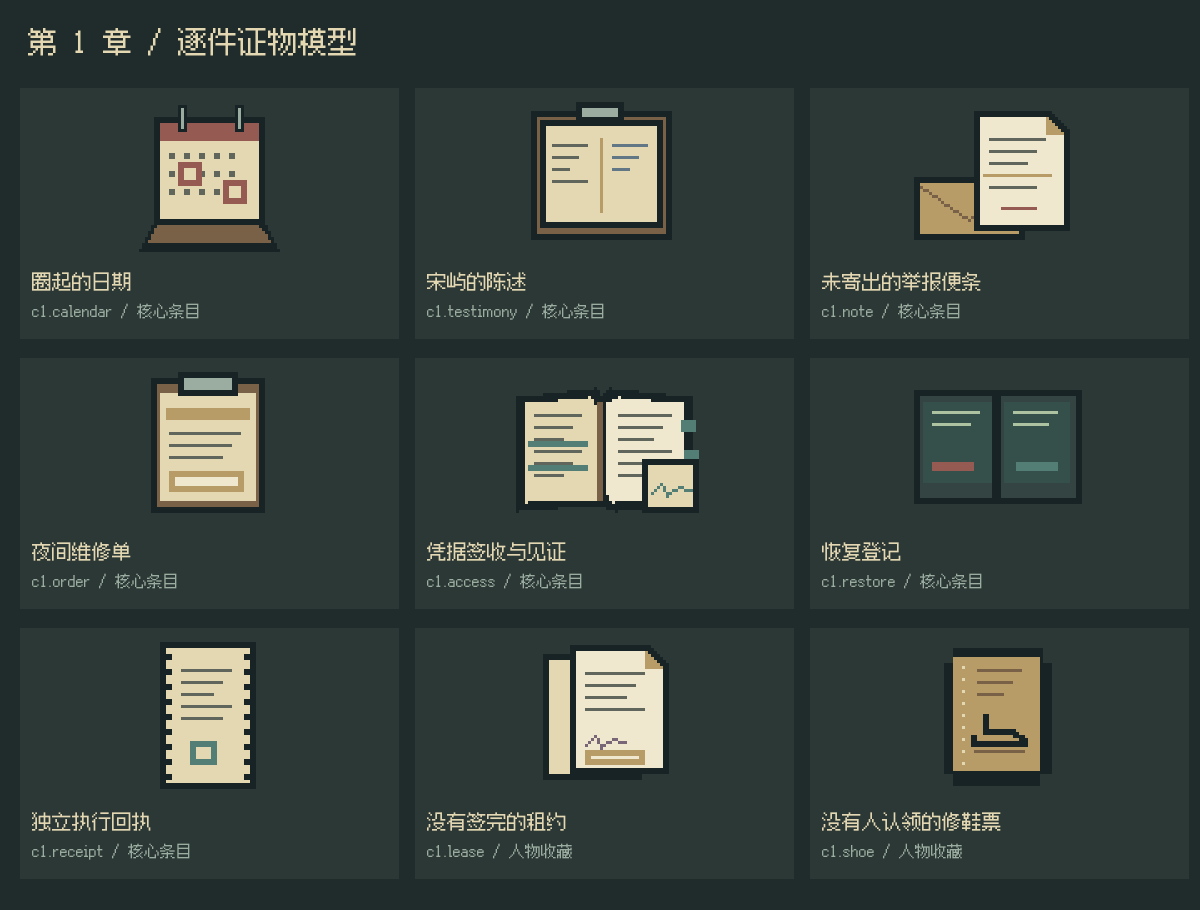 第 1 章 / 逐件证物模型
圈起的日期
c1.calendar / 核心条目
宋屿的陈述
c1.testimony / 核心条目
未寄出的举报便条
c1.note / 核心条目
夜间维修单
c1.order / 核心条目
凭据签收与见证
c1.access / 核心条目
恢复登记
c1.restore / 核心条目
独立执行回执
c1.receipt / 核心条目
没有签完的租约
c1.lease / 人物收藏
没有人认领的修鞋票
c1.shoe / 人物收藏